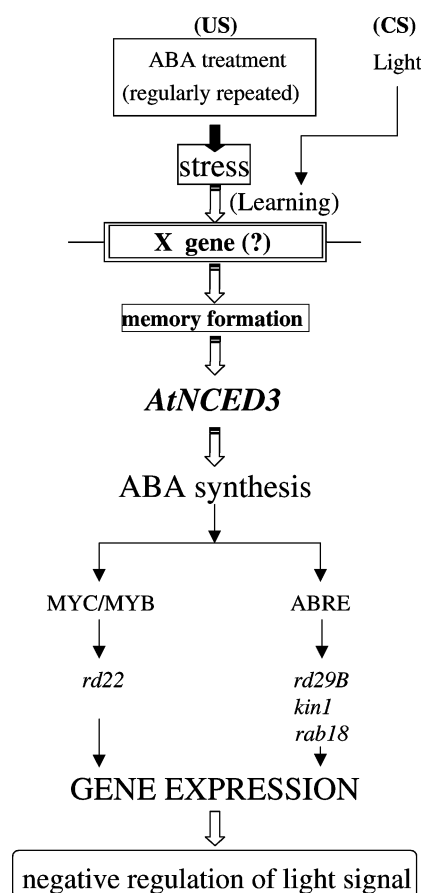 (US) (CS)
ABA treatment
(regularly repeated)
Light
stress
(Learning)
X gene (?)
memory formation
AtNCED3
ABA synthesis
MYC/MYB ABRE
rd22 rd29B
kin1
rab18
GENE EXPRESSION
negative regulation of light signal